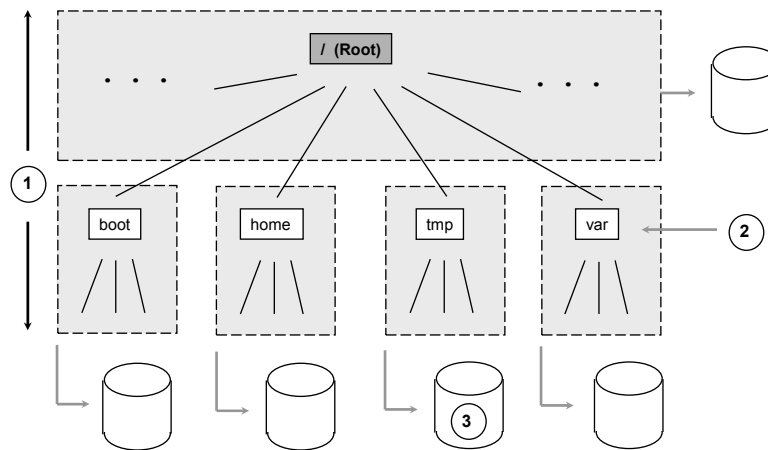 / (Root)
. . .
. . .
1
boot
home
tmp
var
2
3